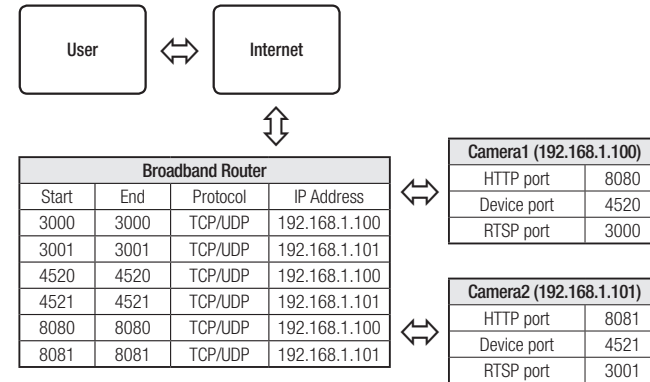 User
Internet
Broadband Router
Start End Protocol IP Address
3000 3000 TCP/UDP 192.168.1.100
3001 3001 TCP/UDP 192.168.1.101
4520 4520 TCP/UDP 192.168.1.100
4521 4521 TCP/UDP 192.168.1.101
8080 8080 TCP/UDP 192.168.1.100
8081 8081 TCP/UDP 192.168.1.101
Camera1 (192.168.1.100)
HTTP port 8080
Device port 4520
RTSP port 3000
Camera2 (192.168.1.101)
HTTP port 8081
Device port 4521
RTSP port 3001